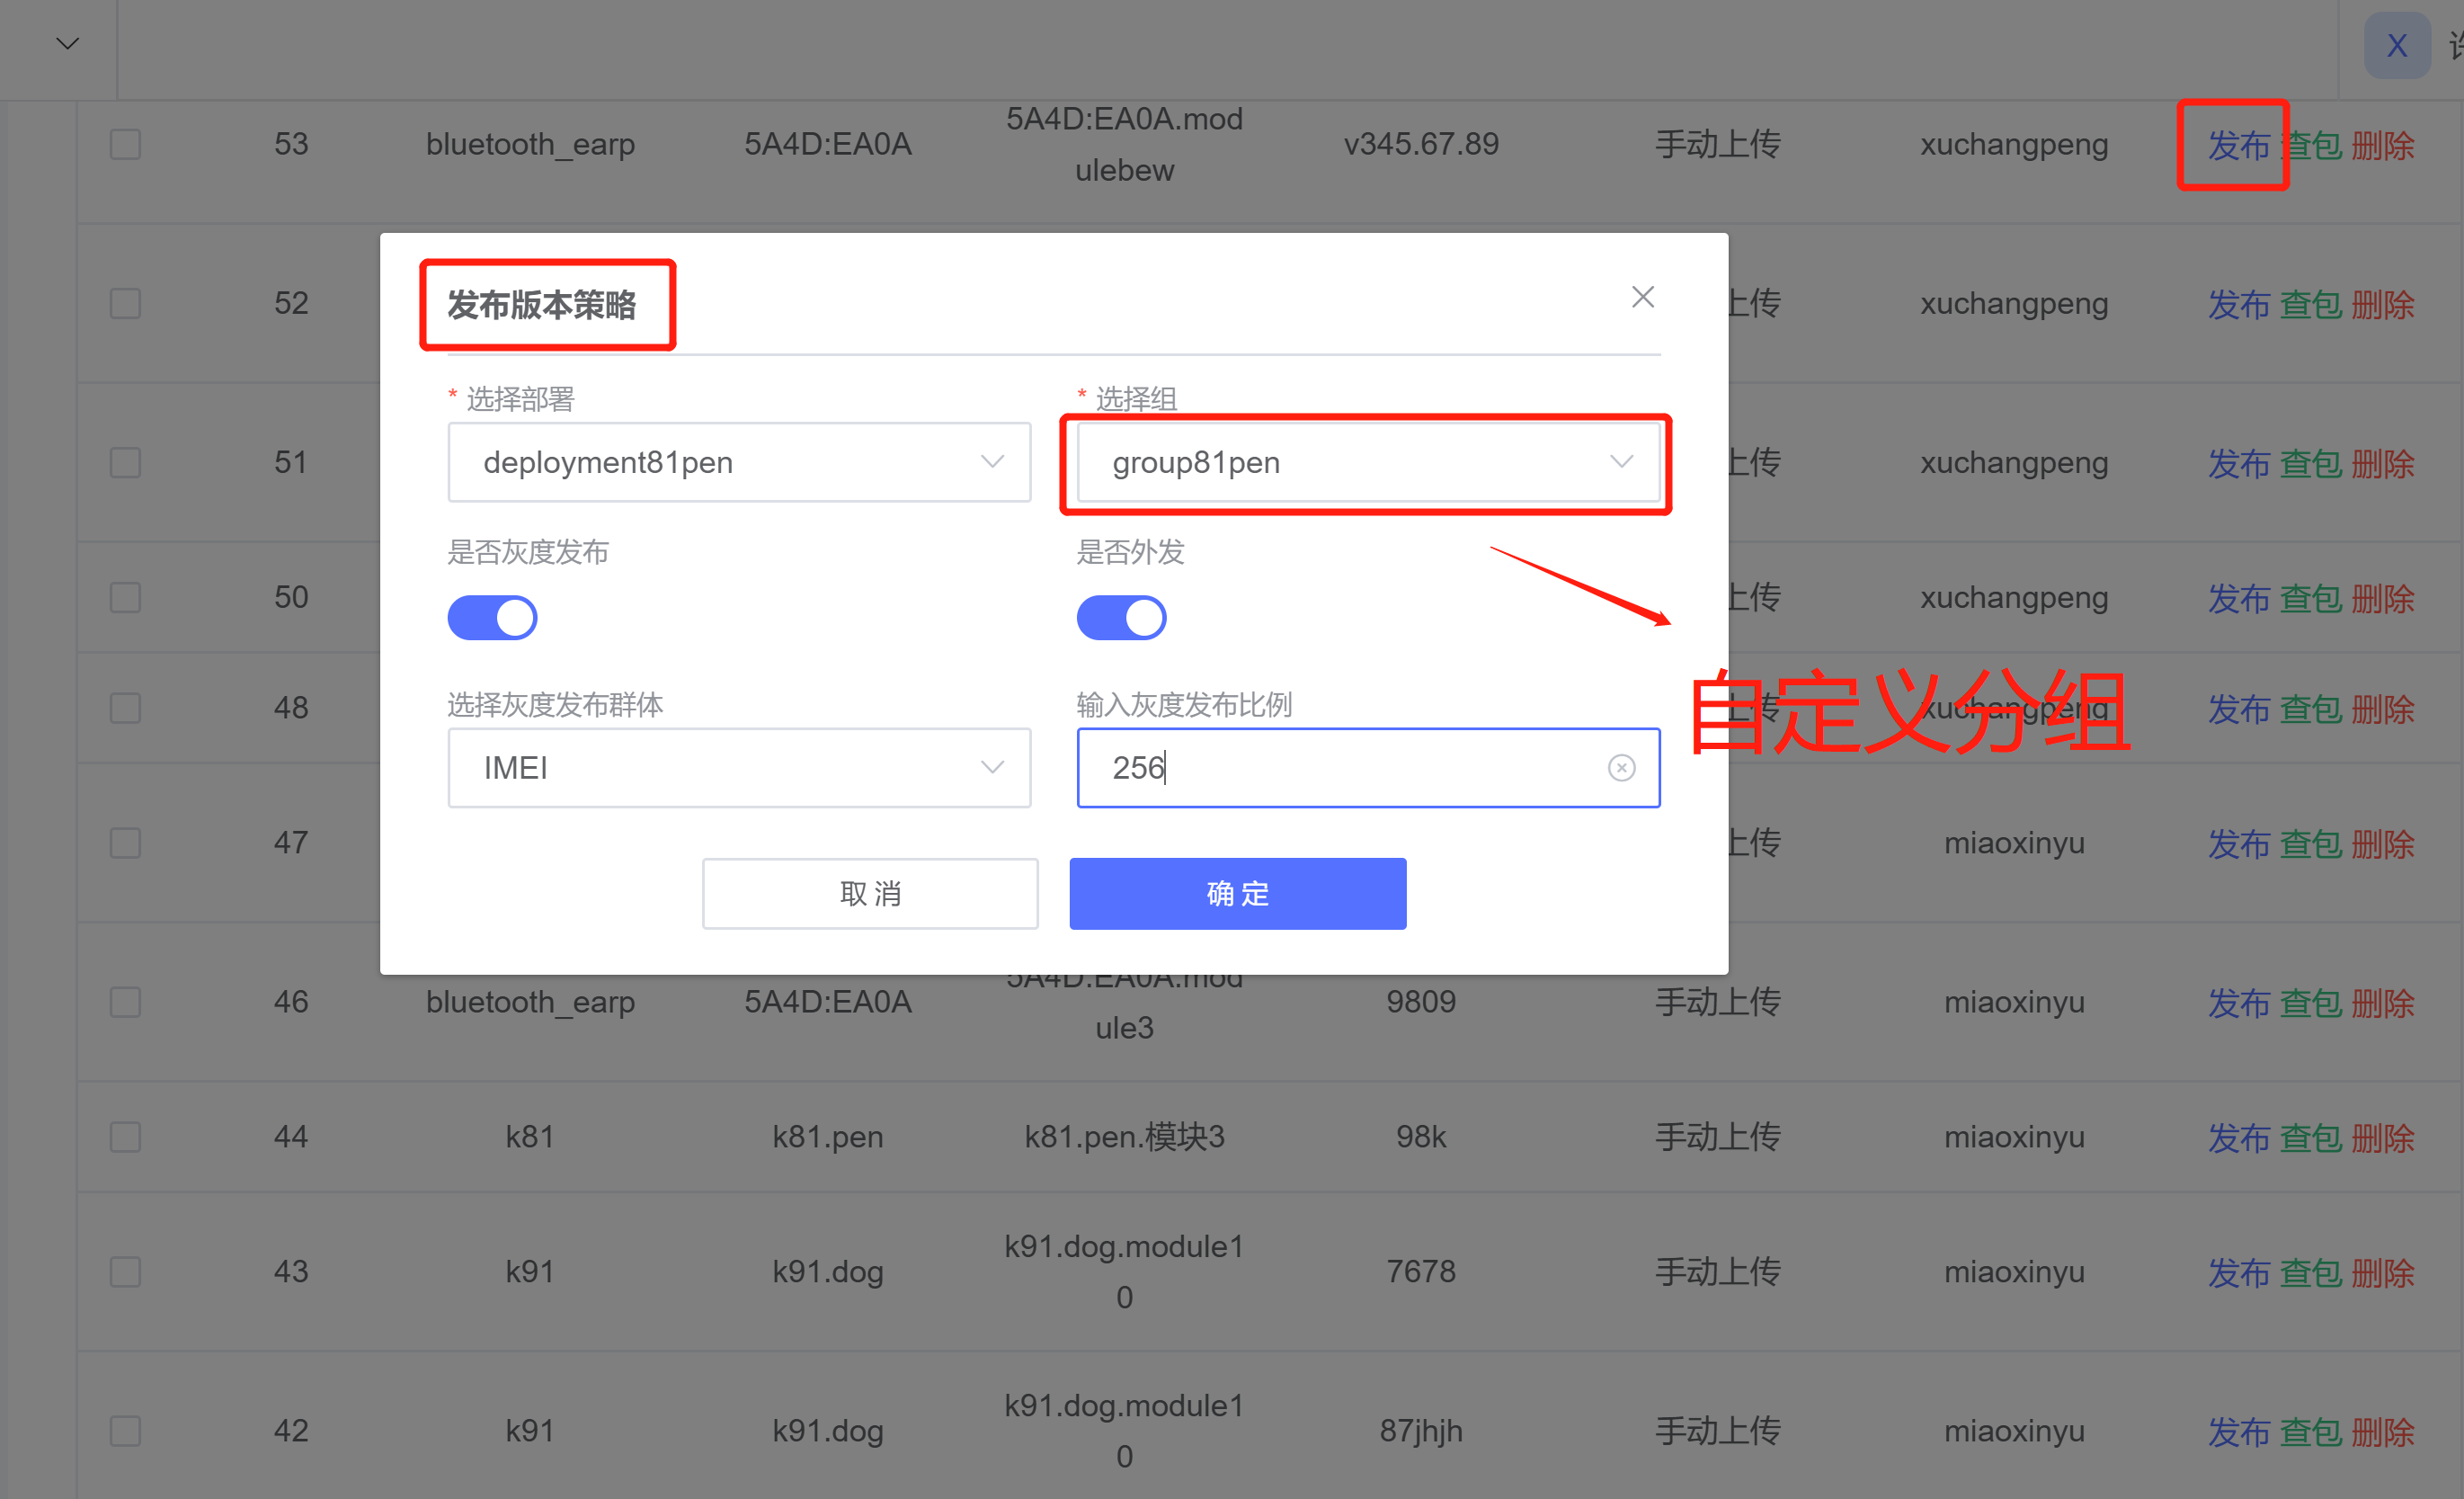 X
53 bluetooth_earp 5A4D:EA0A 5A4D:EA0A.mod v345.67.89 手动上传 xuchangpeng 发布 查包 删除
ulebew
发布版本策略
52 上传 xuchangpeng 发布 查包 删除
* 选择部署 * 选择组
51 deployment81pen group81pen 上传 xuchangpeng 发布 查包 删除
是否灰度发布 是否外发
50 上传 xuchangpeng 发布 查包 删除
选择灰度发布群体 输入灰度发布比例
48 上传 xuchangpeng 发布 查包 删除
自定义分组
IMEI 256
47 上传 miaoxinyu 发布 查包 删除
取消 确定
5A4D:EA0A.mod
46 bluetooth_earp 5A4D:EA0A 9809 手动上传 miaoxinyu 发布 查包 删除
ule3
44 k81 k81.pen k81.pen.模块3 98k 手动上传 miaoxinyu 发布 查包 删除
k91.dog.module1
43 k91 k91.dog 7678 手动上传 miaoxinyu 发布 查包 删除
0
k91.dog.module1
42 k91 k91.dog 87jhjh 手动上传 miaoxinyu 发布 查包 删除
0